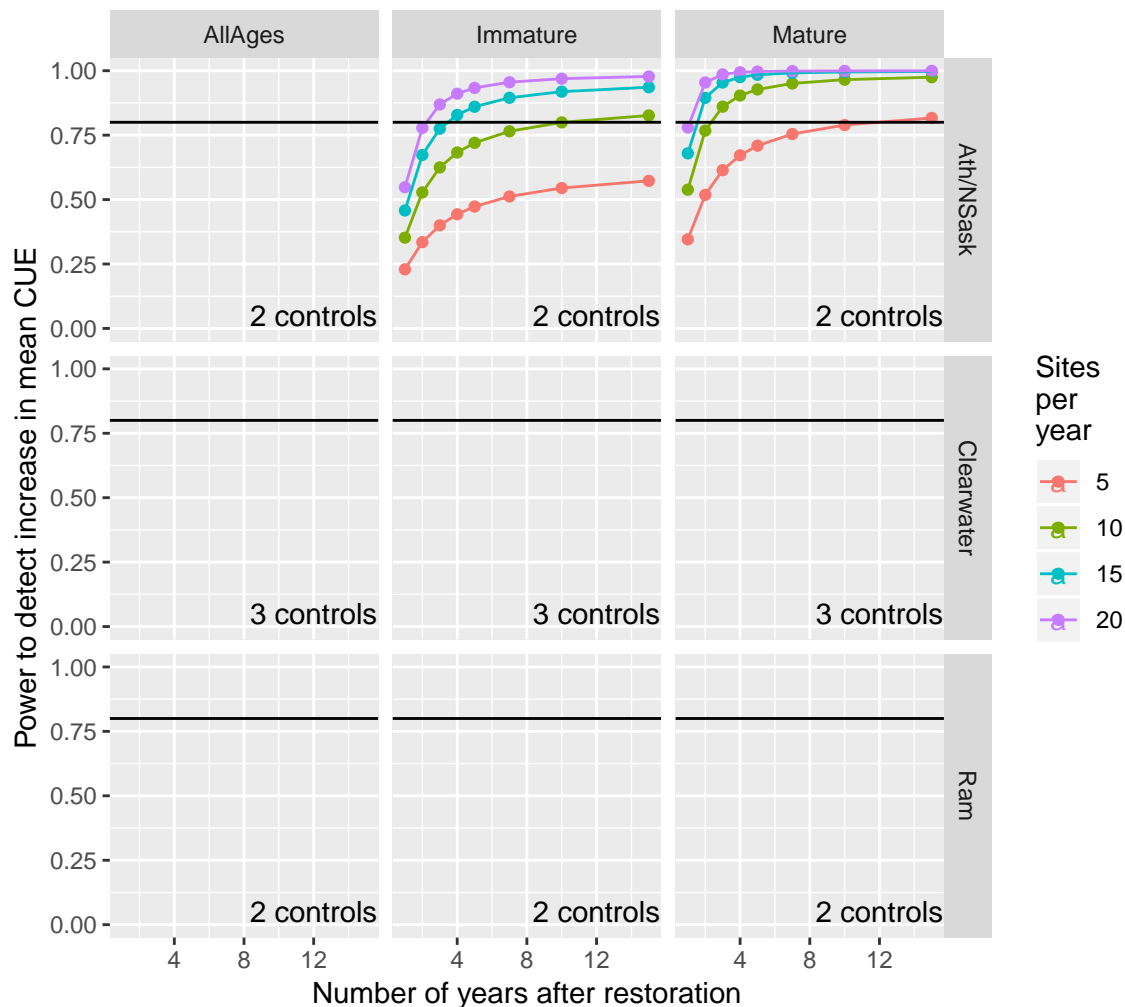 AllAges Immature Mature
Power to detect increase in mean CUE
1.00
0.75
0.50
0.25
0.00
2 controls 2 controls 2 controls
Ath/NSask
1.00
0.75
0.50
0.25
0.00
3 controls 3 controls 3 controls
Clearwater
1.00
0.75
0.50
0.25
0.00
2 controls 2 controls 2 controls
Ram
4 12 4 12 4 12
Number of years after restoration
Sites
per
year
a 5
a 10
a 15
a 20